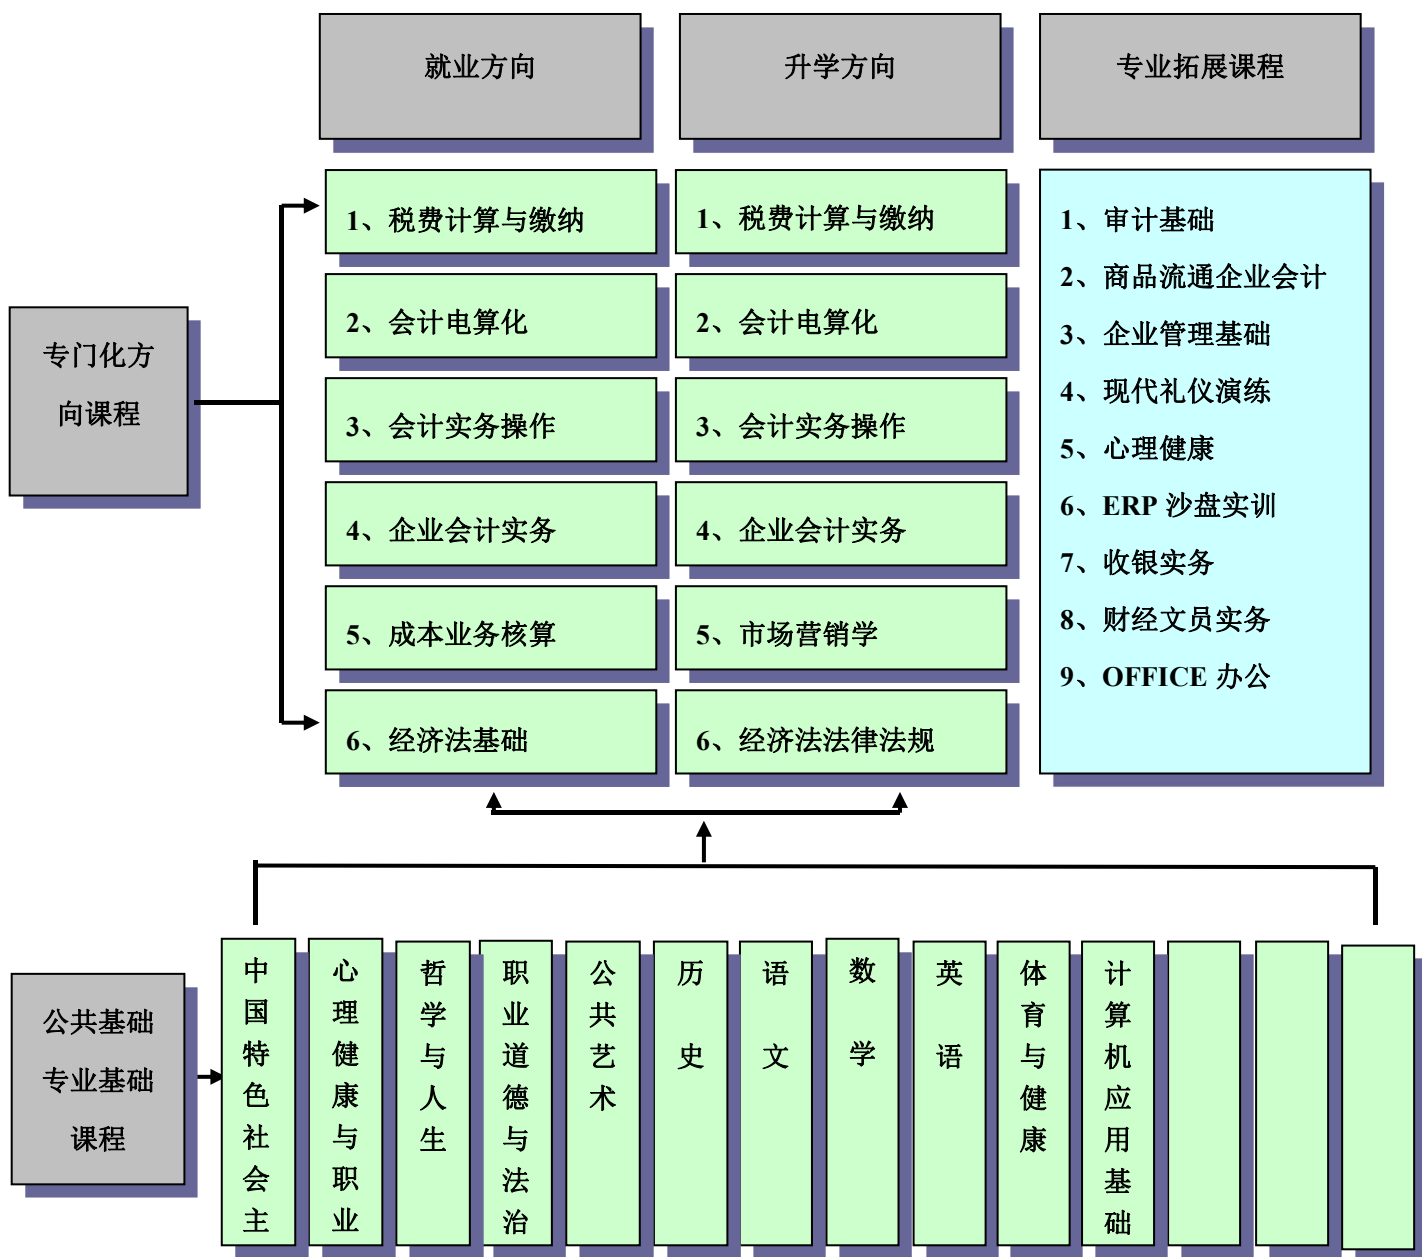 就业方向
升学方向
专业拓展课程
专门化方
向课程
1、税费计算与缴纳
2、会计电算化
3、会计实务操作
4、企业会计实务
5、成本业务核算
6、经济法基础
1、税费计算与缴纳
2、会计电算化
3、会计实务操作
4、企业会计实务
5、市场营销学
6、经济法法律法规
1、审计基础
2、商品流通企业会计
3、企业管理基础
4、现代礼仪演练
5、心理健康
6、ERP 沙盘实训
7、收银实务
8、财经文员实务
9、OFFICE 办公
公共基础
专业基础
课程
中国特色社会主
心理健康与职业
哲学与人生
职业道德与法治
公共艺术
历史
语文
数学
英语
体育与健康
计算机应用基础